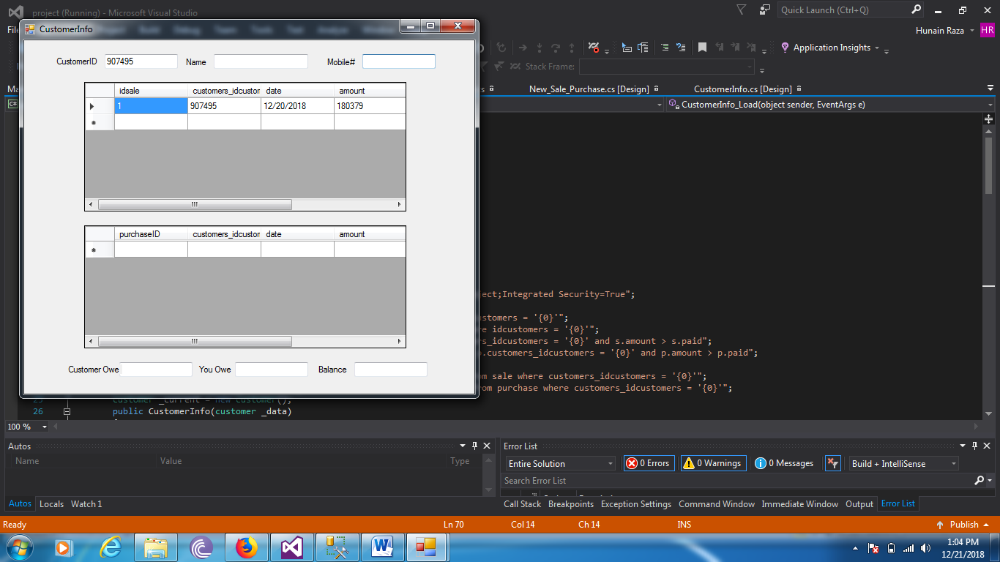 project (Running) - Microsoft Visual Studio
Quick Launch (Ctrl+Q)
Hunain Raza
HR
CustomerInfo
CustomerID 907495 Name Mobile#
idsale customers_idcustor date amount
1 907495 12/20/2018 180379
purchaseID customers_idcustor date amount
Customer Owe You Owe Balance
Application Insights
Stack Frame:
New_Sale_Purchase.cs [Design]
CustomerInfo.cs [Design]
C#
CustomerInfo_Load(object sender, EventArgs e)
ect;Integrated Security=True";
ustomers = '{0}'";
re idcustomers = '{0}'";
rs_idcustomers = '{0}' and s.amount > s.paid";
.customers_idcustomers = '{0}' and p.amount > p.paid";
om sale where customers_idcustomers = '{0}'";
rom purchase where customers_idcustomers = '{0}'";
25 customer _current = new customer();
26 public CustomerInfo(customer _data)
100 %
Autos
Name Value Type
Autos Locals Watch 1
Error List
Entire Solution 0 Errors 0 Warnings 0 Messages Build + IntelliSense
Search Error List
Call Stack Breakpoints Exception Settings Command Window Immediate Window Output Error List
Ready Ln 70 Col 14 Ch 14 INS Publish
1:04 PM
12/21/2018